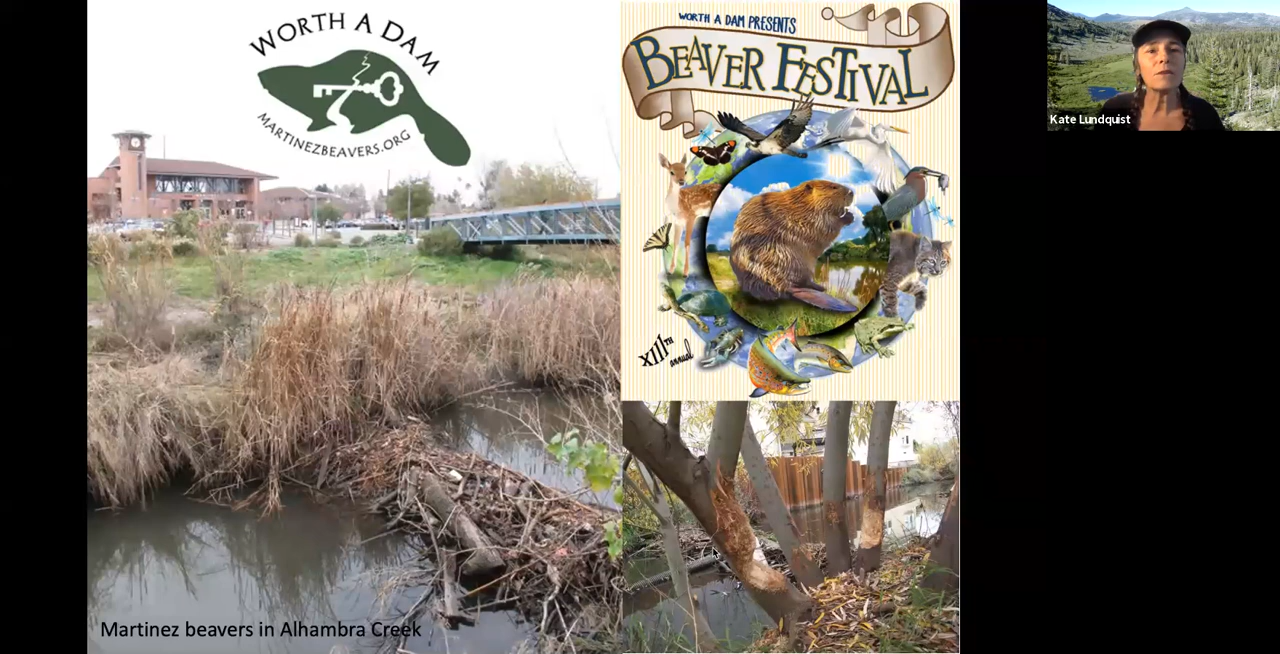 WORTH A DAM
MARTINEZBEAVERS.ORG
WORTH A DAM PRESENTS
BEAVER FESTIVAL
XIIITH
annual
Martinez beavers in Alhambra Creek
Kate Lundquist